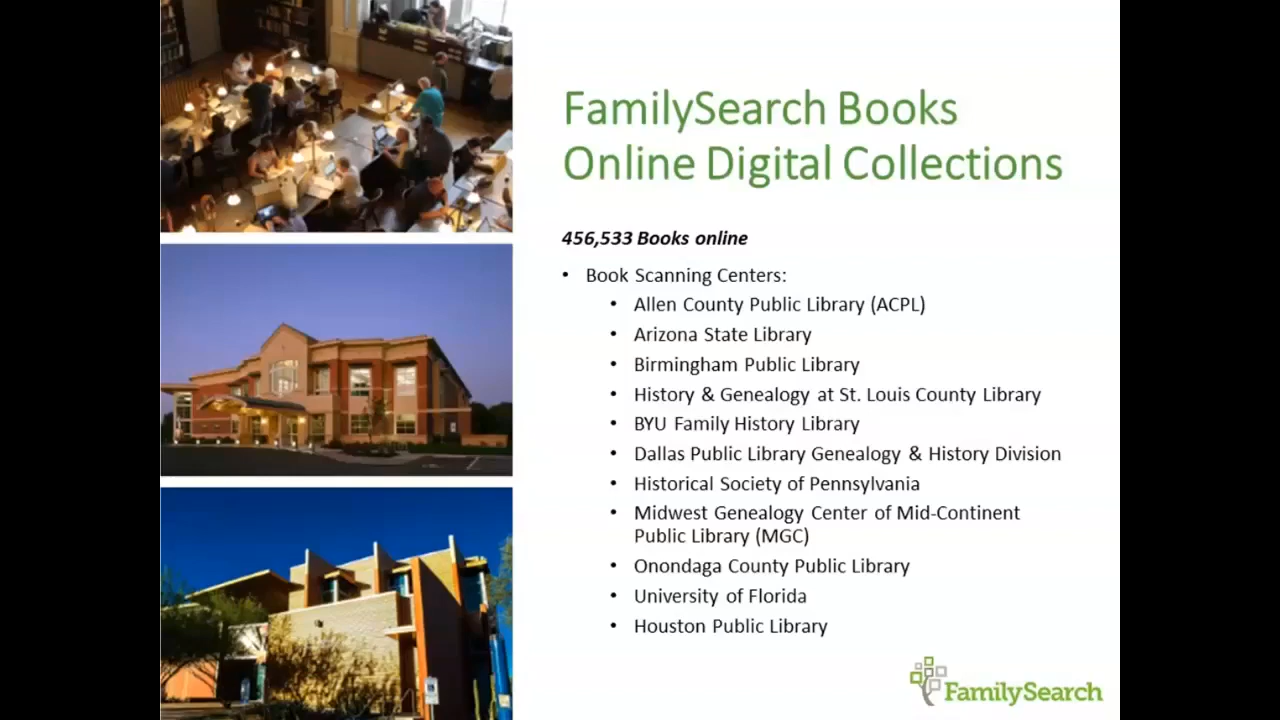 FamilySearch Books
Online Digital Collections
456,533 Books online
• Book Scanning Centers:
• Allen County Public Library (ACPL)
• Arizona State Library
• Birmingham Public Library
• History & Genealogy at St. Louis County Library
• BYU Family History Library
• Dallas Public Library Genealogy & History Division
• Historical Society of Pennsylvania
• Midwest Genealogy Center of Mid-Continent
Public Library (MGC)
• Onondaga County Public Library
• University of Florida
• Houston Public Library
FamilySearch